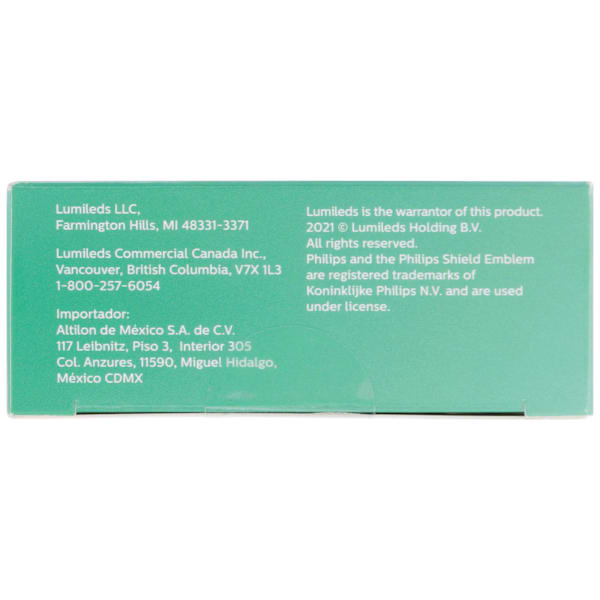 Lumileds LLC,
Farmington Hills, MI 48331-3371
Lumileds Commercial Canada Inc.,
Vancouver, British Columbia, V7X 1L3
1-800-257-6054
Importador:
Altilon de México S.A. de C.V.
117 Leibnitz, Piso 3, Interior 305
Col. Anzures, 11590, Miguel Hidalgo,
México CDMX
Lumileds is the warrantor of this product.
2021 © Lumileds Holding B.V.
All rights reserved.
Philips and the Philips Shield Emblem
are registered trademarks of
Koninklijke Philips N.V. and are used
under license.